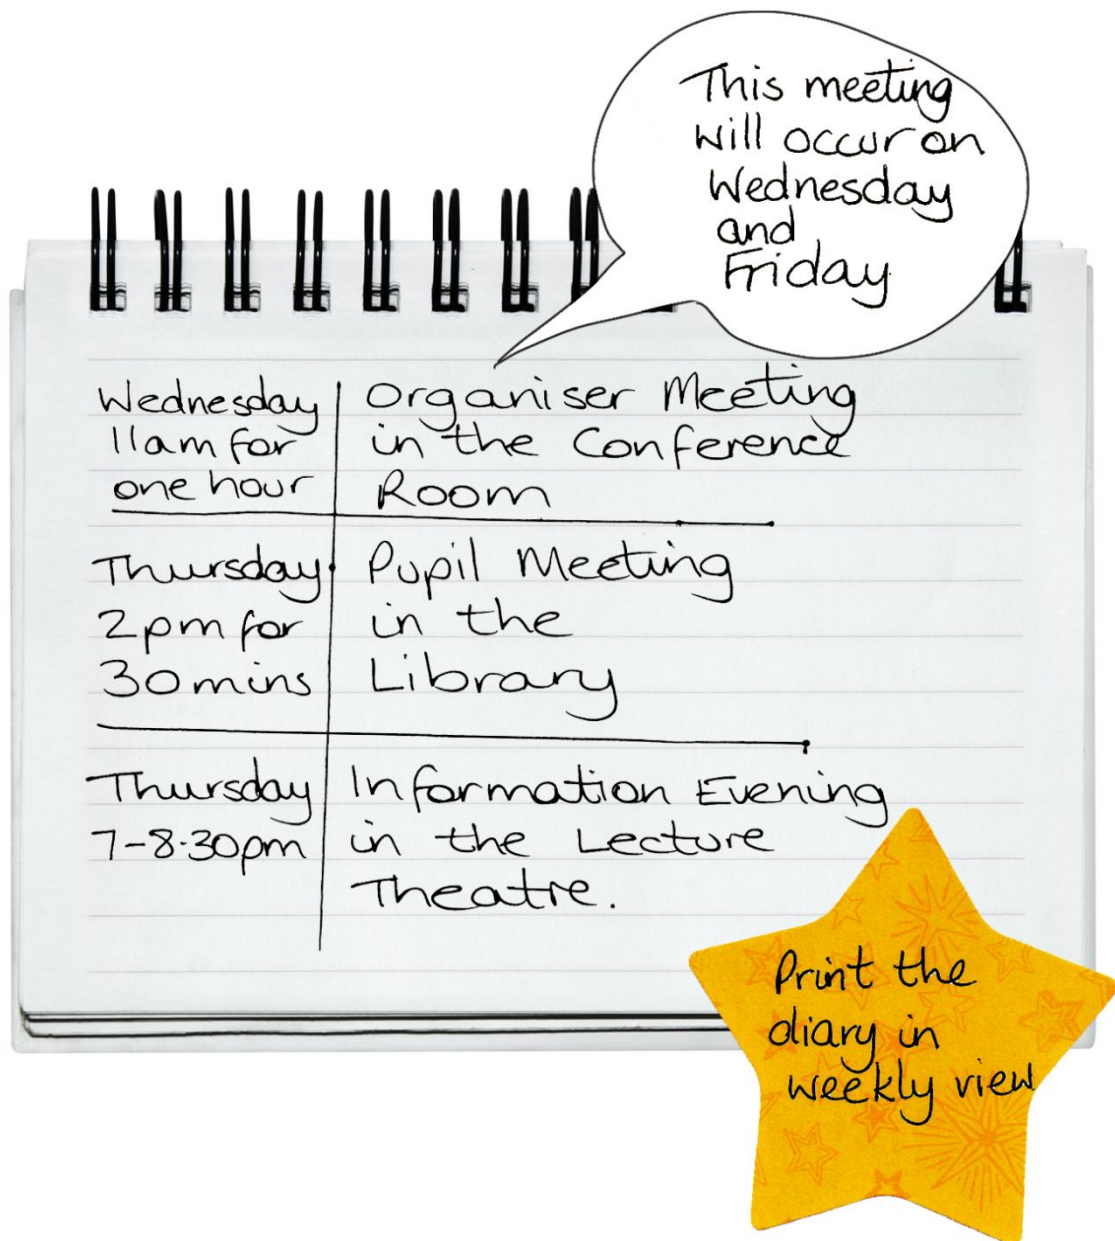 This meeting
will occur on
Wednesday
and
Friday
Wednesday
11am for
one hour
Organiser Meeting
in the Conference
Room
Thursday
2pm for
30 mins
Pupil Meeting
in the
Library
Thursday
7-8.30pm
Information Evening
in the Lecture
Theatre.
Print the
diary in
weekly view